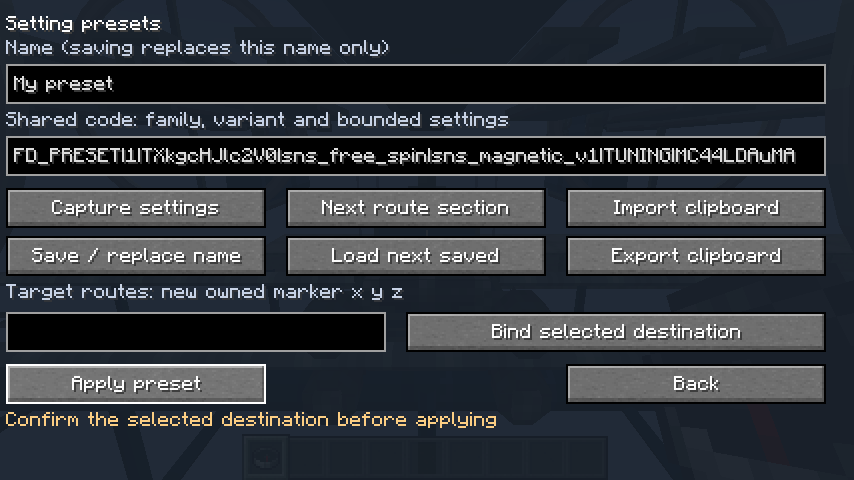 Setting presets
Name (saving replaces this name only)
My preset
Shared code: family, variant and bounded settings
FD_PRESET|1|TXkgcHJlc2V0|sns_free_spin|sns_magnetic_v1|TUNING|MC44LDAuMA
Capture settings
Next route section
Import clipboard
Save / replace name
Load next saved
Export clipboard
Target routes: new owned marker x y z
Bind selected destination
Apply preset
Back
Confirm the selected destination before applying